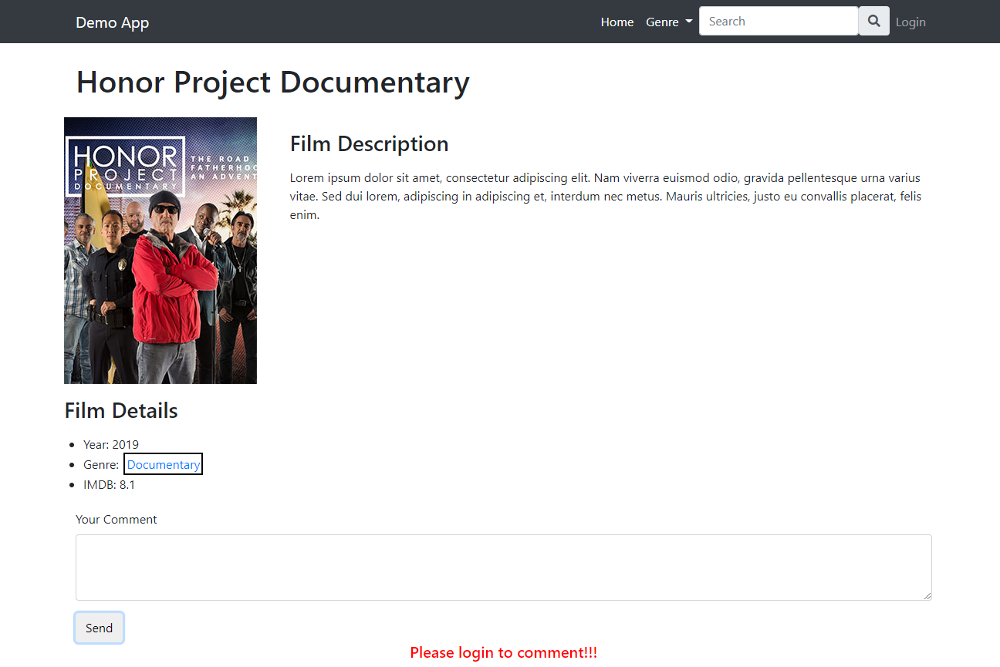 Demo App
Home Genre Search Login
Honor Project Documentary
HONOR
PROJECT
DOCUMENTARY
THE ROAD
AN
Film Description
Lorem ipsum dolor sit amet, consectetur adipiscing elit. Nam viverra euismod odio, gravida pellentesque urna varius
vitae. Sed dui lorem, adipiscing in adipiscing et, interdum nec metus. Mauris ultricies, justo eu convallis placerat, felis
enim.
Film Details
Year: 2019
Genre: Documentary
IMDB: 8.1
Your Comment
Send
Please login to comment!!!